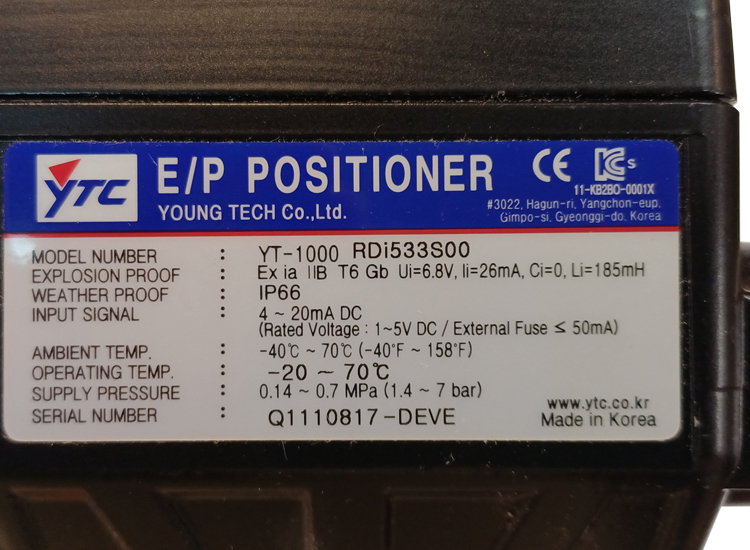 YTC
E/P POSITIONER
YOUNG TECH Co.,Ltd.
CE
KC s
11-KB2BO-0001X
#3022, Hagun-ri, Yangchon-eup,
Gimpo-si, Gyeonggi-do, Korea
MODEL NUMBER : YT-1000 RDi533S00
EXPLOSION PROOF : Ex ia IIB T6 Gb Ui=6.8V, Ii=26mA, Ci=0, Li=185mH
WEATHER PROOF : IP66
INPUT SIGNAL : 4 ~ 20mA DC
(Rated Voltage : 1~5V DC / External Fuse ≤ 50mA)
AMBIENT TEMP. : -40℃ ~ 70℃ (-40°F ~ 158°F)
OPERATING TEMP. : -20 ~ 70℃
SUPPLY PRESSURE : 0.14 ~ 0.7 MPa (1.4 ~ 7 bar)
SERIAL NUMBER : Q1110817-DEVE
www.ytc.co.kr
Made in Korea